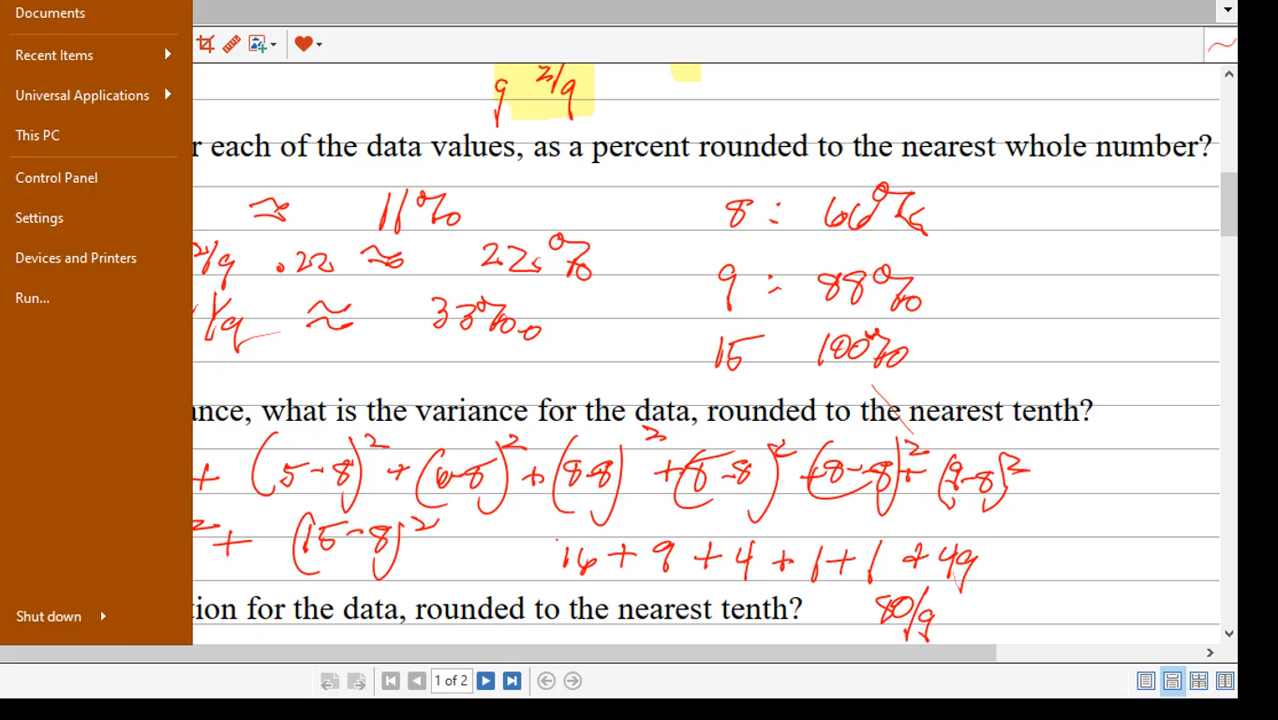 Documents
Recent Items
Universal Applications
This PC
Control Panel
Settings
Devices and Printers
Run...
Shut down
9 2/9
r each of the data values, as a percent rounded to the nearest whole number?
≈ 11% 8 : 66%
2/9 .22 ≈ 22% 9 : 88%
1/9 ≈ 33% 15 100%
ance, what is the variance for the data, rounded to the nearest tenth?
+ (5-8)² + (6-8)² + (8-8)² + (8-8)² + (8-8)² + (9-8)²
² + (15-8)²
16 + 9 + 4 + 1 + 1 + 49
tion for the data, rounded to the nearest tenth?
80/9
1 of 2